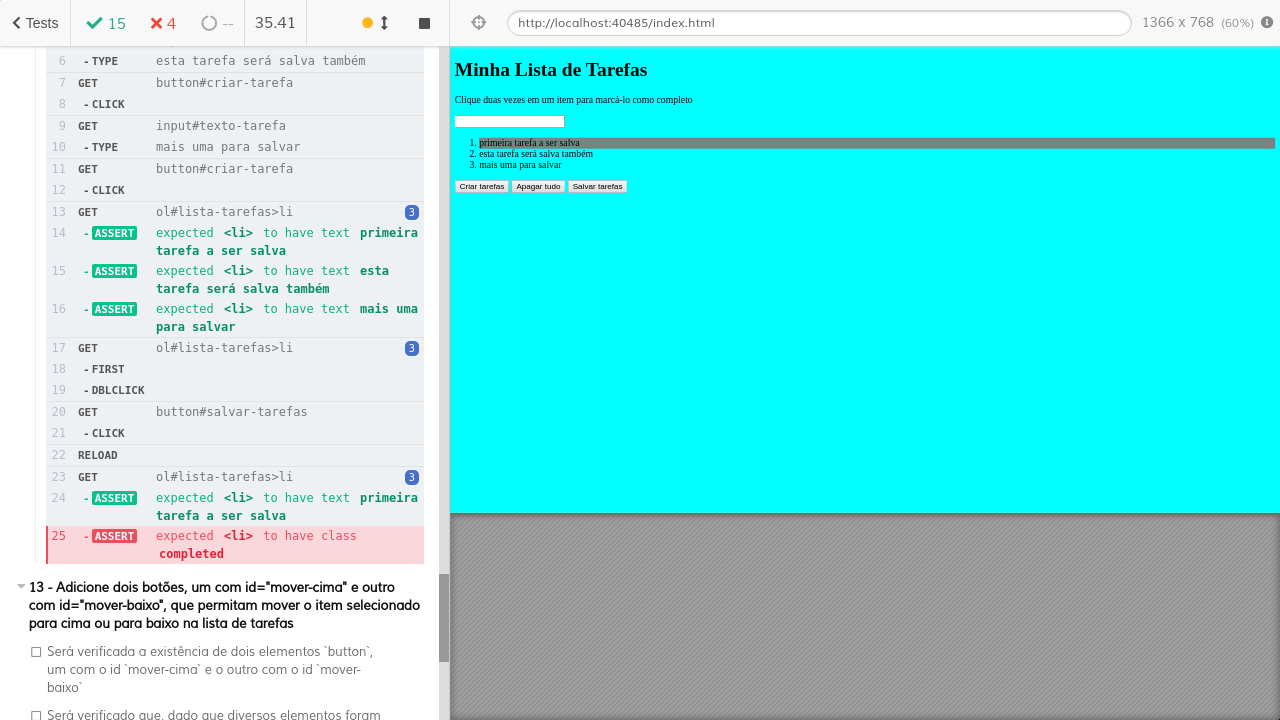 Tests
15
4
--
35.41
http://localhost:40485/index.html
1366 x 768 (60%)
6 - TYPE esta tarefa será salva também
7 GET button#criar-tarefa
8 - CLICK
9 GET input#texto-tarefa
10 - TYPE mais uma para salvar
11 GET button#criar-tarefa
12 - CLICK
13 GET ol#lista-tarefas>li 3
14 - ASSERT expected <li> to have text primeira
tarefa a ser salva
15 - ASSERT expected <li> to have text esta
tarefa será salva também
16 - ASSERT expected <li> to have text mais uma
para salvar
17 GET ol#lista-tarefas>li 3
18 - FIRST
19 - DBLCLICK
20 GET button#salvar-tarefas
21 - CLICK
22 RELOAD
23 GET ol#lista-tarefas>li 3
24 - ASSERT expected <li> to have text primeira
tarefa a ser salva
25 - ASSERT expected <li> to have class
completed
13 - Adicione dois botões, um com id="mover-cima" e outro
com id="mover-baixo", que permitam mover o item selecionado
para cima ou para baixo na lista de tarefas
Será verificada a existência de dois elementos `button`,
um com o id `mover-cima` e o outro com o id `mover-
baixo`
Será verificado que, dado que diversos elementos foram
Minha Lista de Tarefas
Clique duas vezes em um item para marcá-lo como completo
1. primeira tarefa a ser salva
2. esta tarefa será salva também
3. mais uma para salvar
Criar tarefas Apagar tudo Salvar tarefas